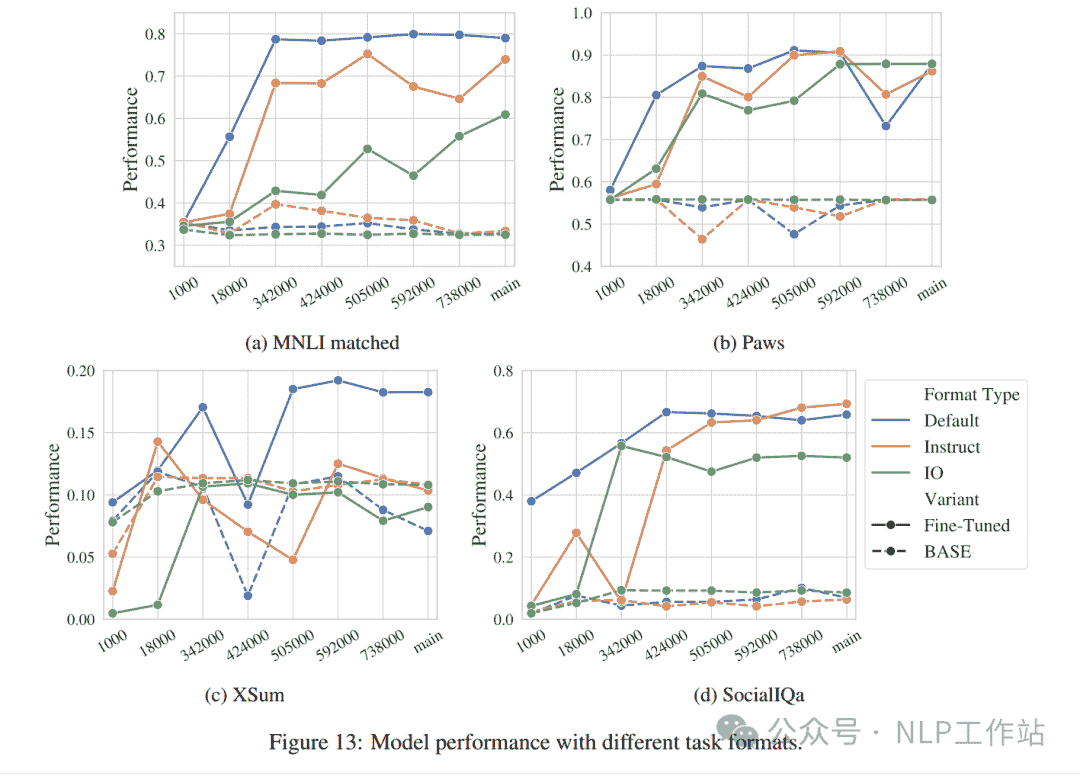 Performance
0.8
0.7
0.6
0.5
0.4
0.3
1000
18000
342000
424000
505000
592000
738000
main
(a) MNLI matched
Performance
1.0
0.9
0.8
0.7
0.6
0.5
0.4
1000
18000
342000
424000
505000
592000
738000
main
(b) Paws
Performance
0.20
0.15
0.10
0.05
0.00
1000
18000
342000
424000
505000
592000
738000
main
(c) XSum
Performance
0.8
0.6
0.4
0.2
0.0
1000
18000
342000
424000
505000
592000
738000
main
(d) SocialIQa
Format Type
Default
Instruct
IO
Variant
Fine-Tuned
BASE
Figure 13: Model performance with different task formats.
公众号 · NLP工作站